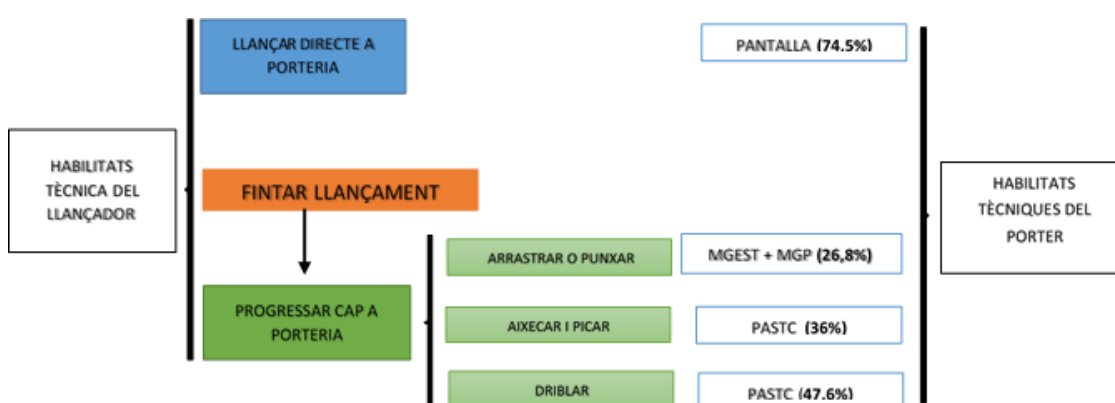 LLANÇAR DIRECTE A
PORTERIA
PANTALLA (74.5%)
HABILITATS
TÈCNICA DEL
LLANÇADOR
FINTAR LLANÇAMENT
HABILITATS
TÈCNIQUES DEL
PORTER
ARRASTRAR O PUNXAR
MGEST + MGP (26,8%)
PROGRESSAR CAP A
PORTERIA
AIXECAR I PICAR
PASTC (36%)
DRIBLAR
PASTC (47.6%)